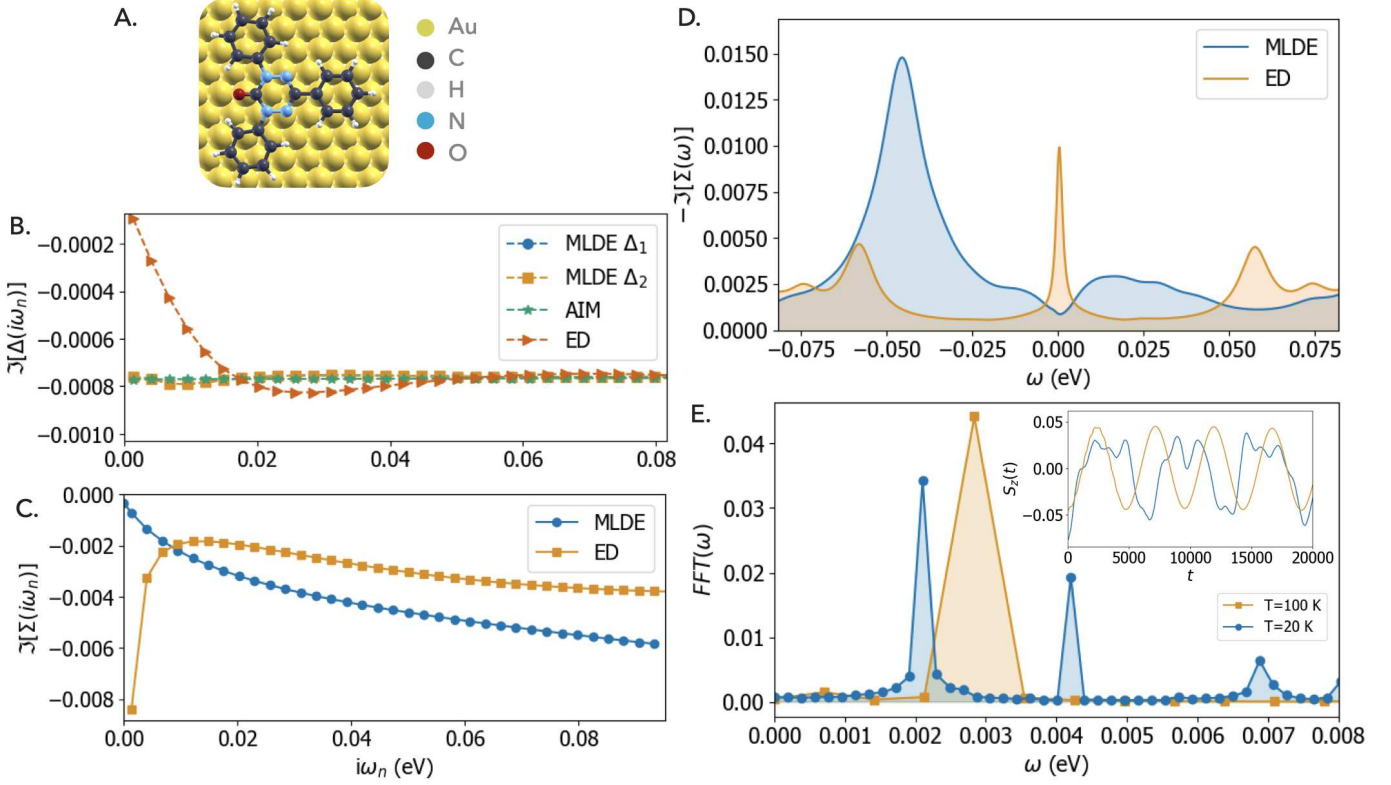 A.
Au
C
H
N
O
B.
ℑ[Δ(iωₙ)]
−0.0002
−0.0004
−0.0006
−0.0008
−0.0010
0.00 0.02 0.04 0.06 0.08
MLDE Δ₁
MLDE Δ₂
AIM
ED
C.
ℑ[Σ(iωₙ)]
0.000
−0.002
−0.004
−0.006
−0.008
0.00 0.02 0.04 0.06 0.08
iωₙ (eV)
MLDE
ED
D.
−ℑ[Σ(ω)]
0.0150
0.0125
0.0100
0.0075
0.0050
0.0025
0.0000
−0.075 −0.050 −0.025 0.000 0.025 0.050 0.075
ω (eV)
MLDE
ED
E.
FFT(ω)
0.04
0.03
0.02
0.01
0.00
0.000 0.001 0.002 0.003 0.004 0.005 0.006 0.007 0.008
ω (eV)
S_z(t)
0.05
0.00
−0.05
0 5000 10000 15000 20000
t
T=100 K
T=20 K